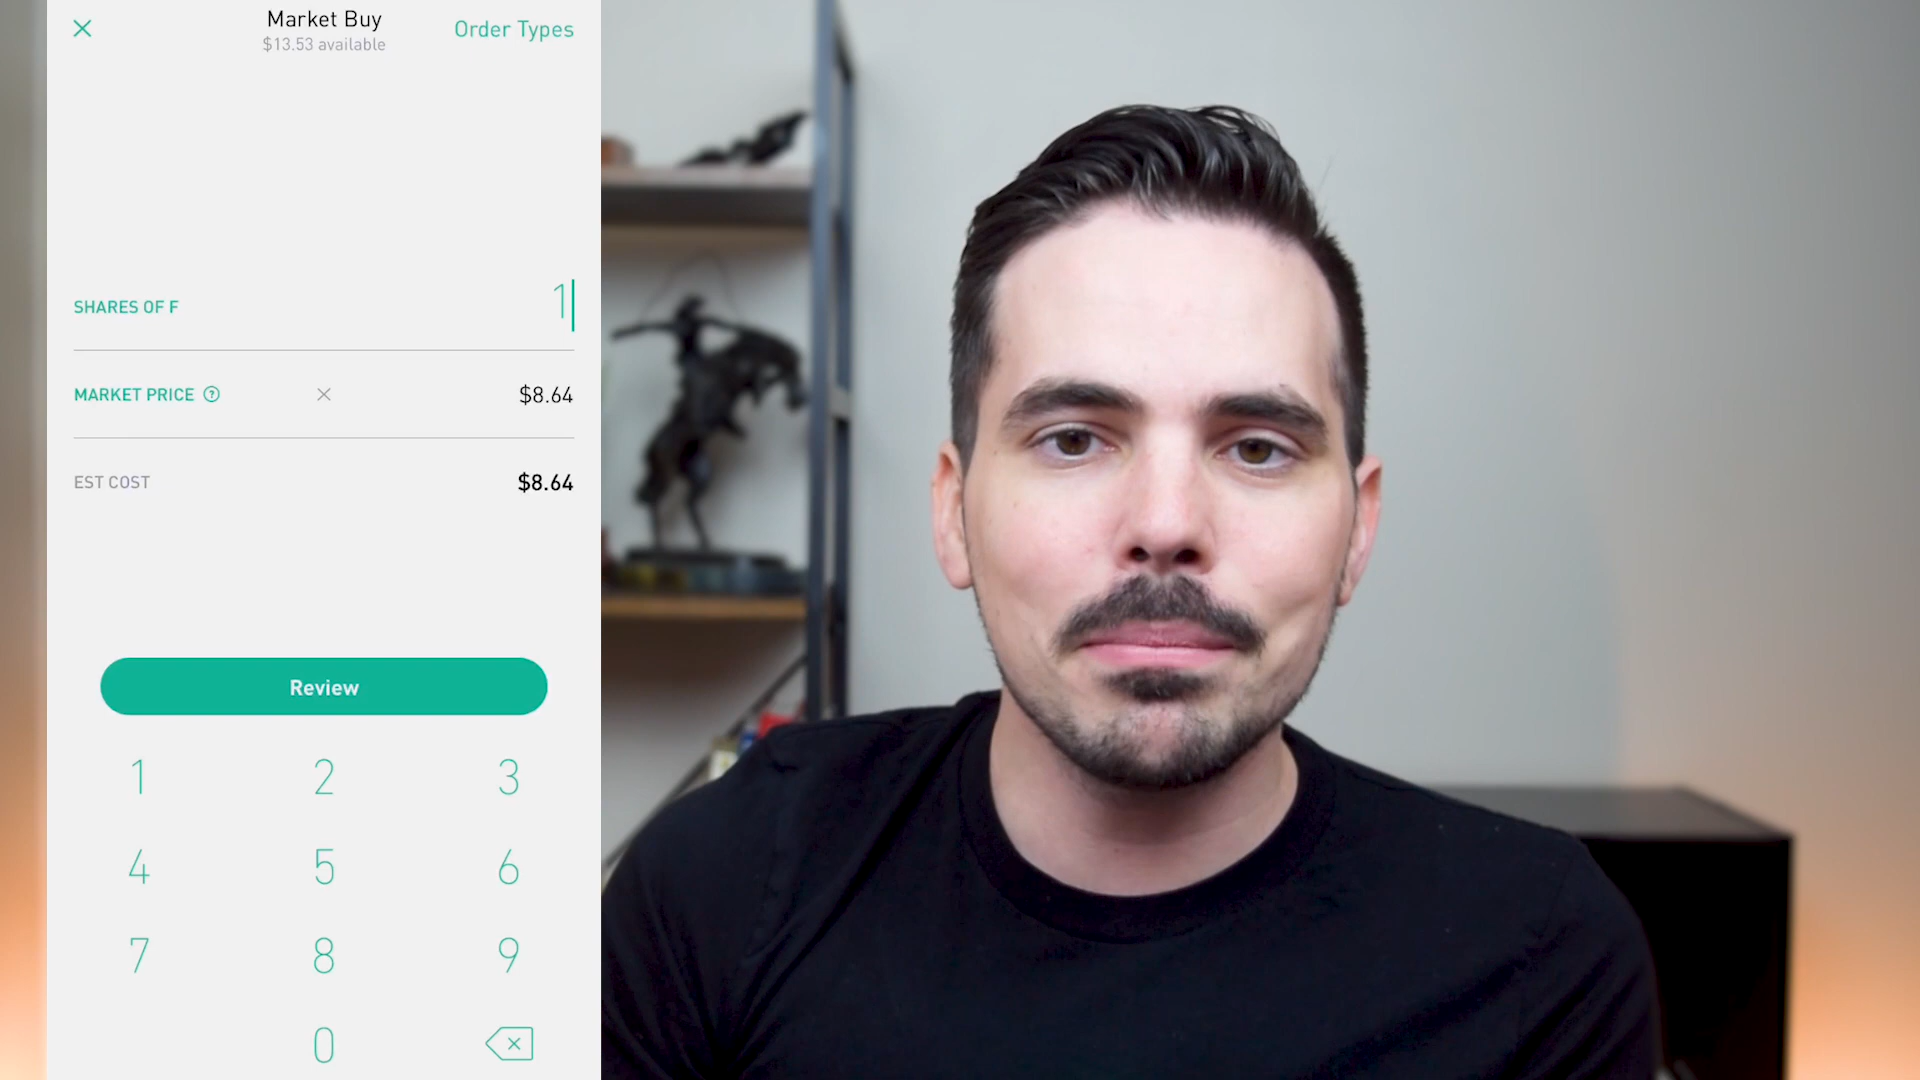 Market Buy
$13.53 available
Order Types
SHARES OF F 1
MARKET PRICE ? × $8.64
EST COST $8.64
Review
1 2 3
4 5 6
7 8 9
0